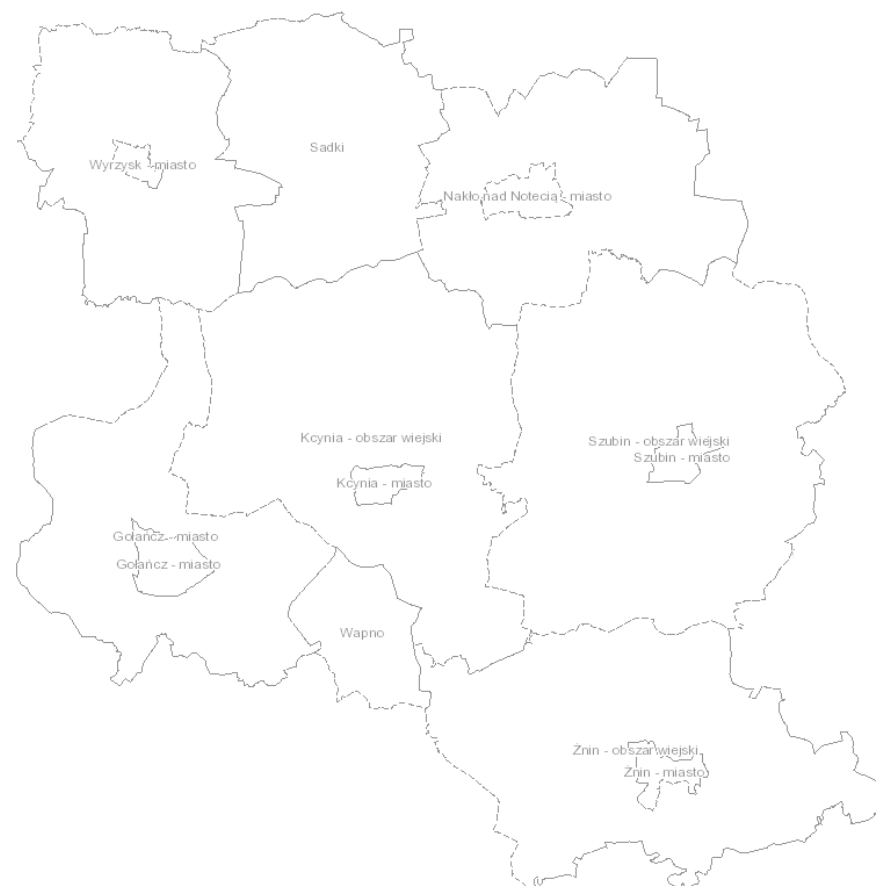 Sadki
Wyrzysk - miasto
Nakło nad Notecią - miasto
Kcynia - obszar wiejski
Szubin - obszar wiejski
Szubin - miasto
Kcynia - miasto
Gołańcz - miasto
Gołańcz - miasto
Wapno
Żnin - obszar wiejski
Żnin - miasto